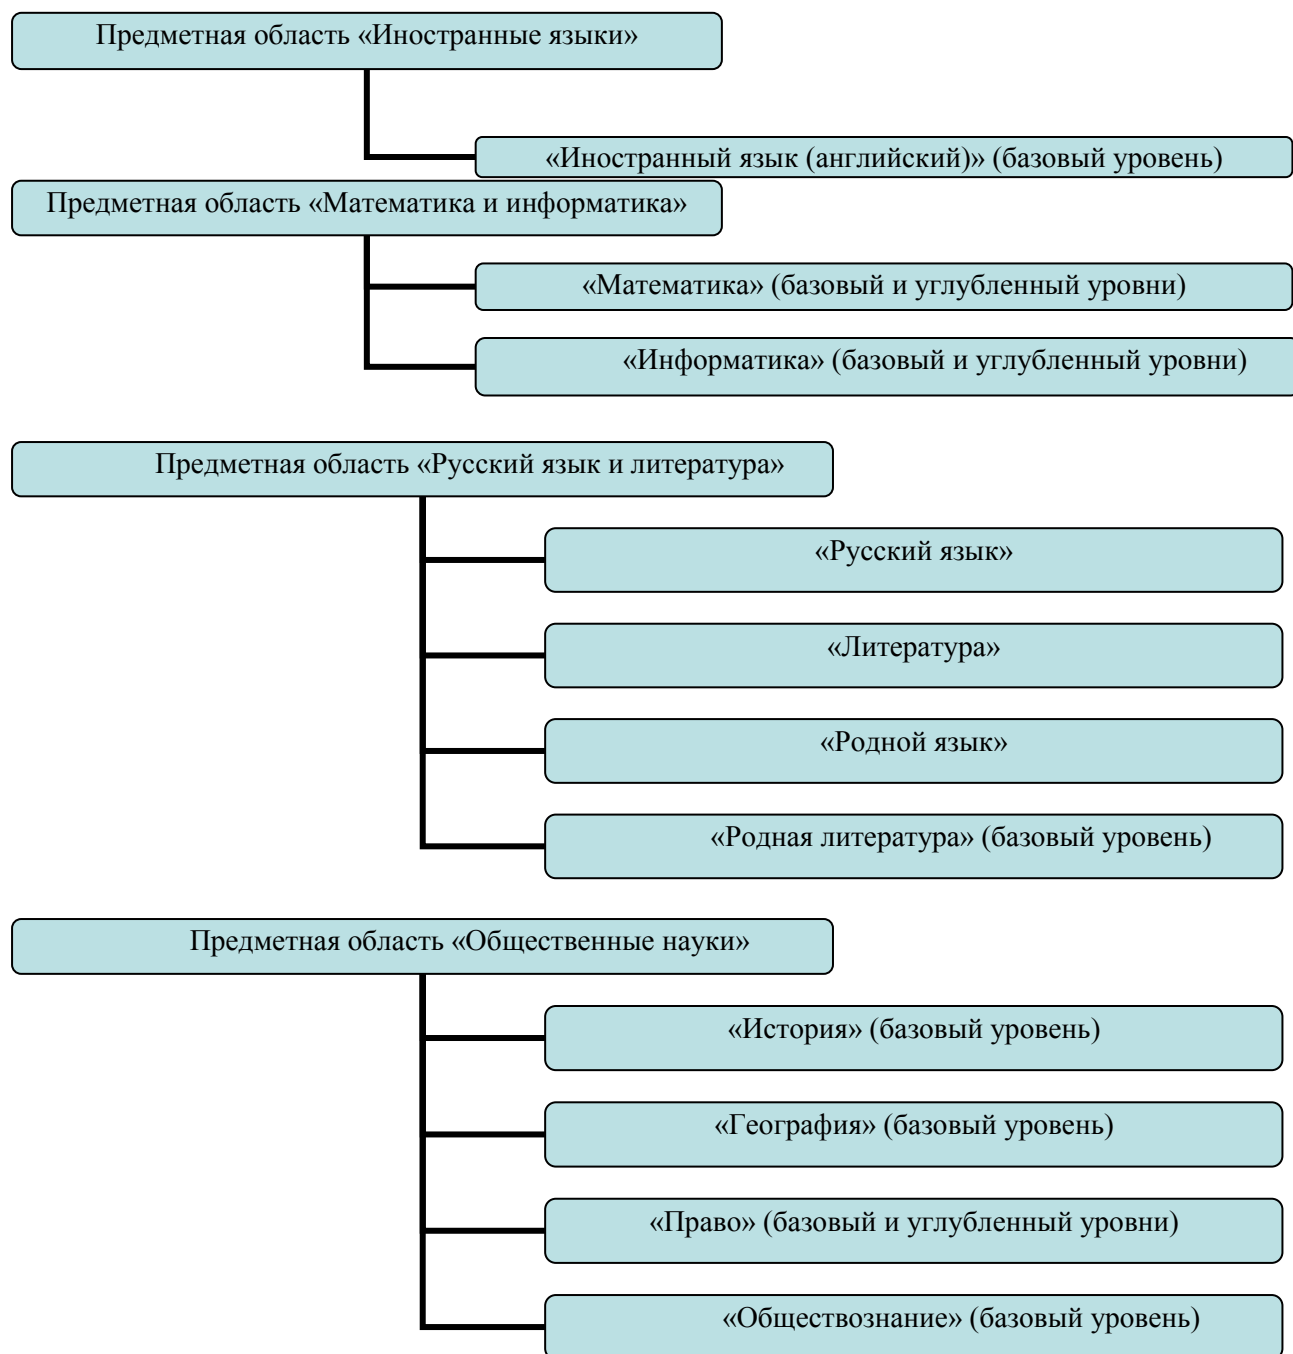 Предметная область «Иностранные языки»
«Иностранный язык (английский)» (базовый уровень)
Предметная область «Математика и информатика»
«Математика» (базовый и углубленный уровни)
«Информатика» (базовый и углубленный уровни)
Предметная область «Русский язык и литература»
«Русский язык»
«Литература»
«Родной язык»
«Родная литература» (базовый уровень)
Предметная область «Общественные науки»
«История» (базовый уровень)
«География» (базовый уровень)
«Право» (базовый и углубленный уровни)
«Обществознание» (базовый уровень)